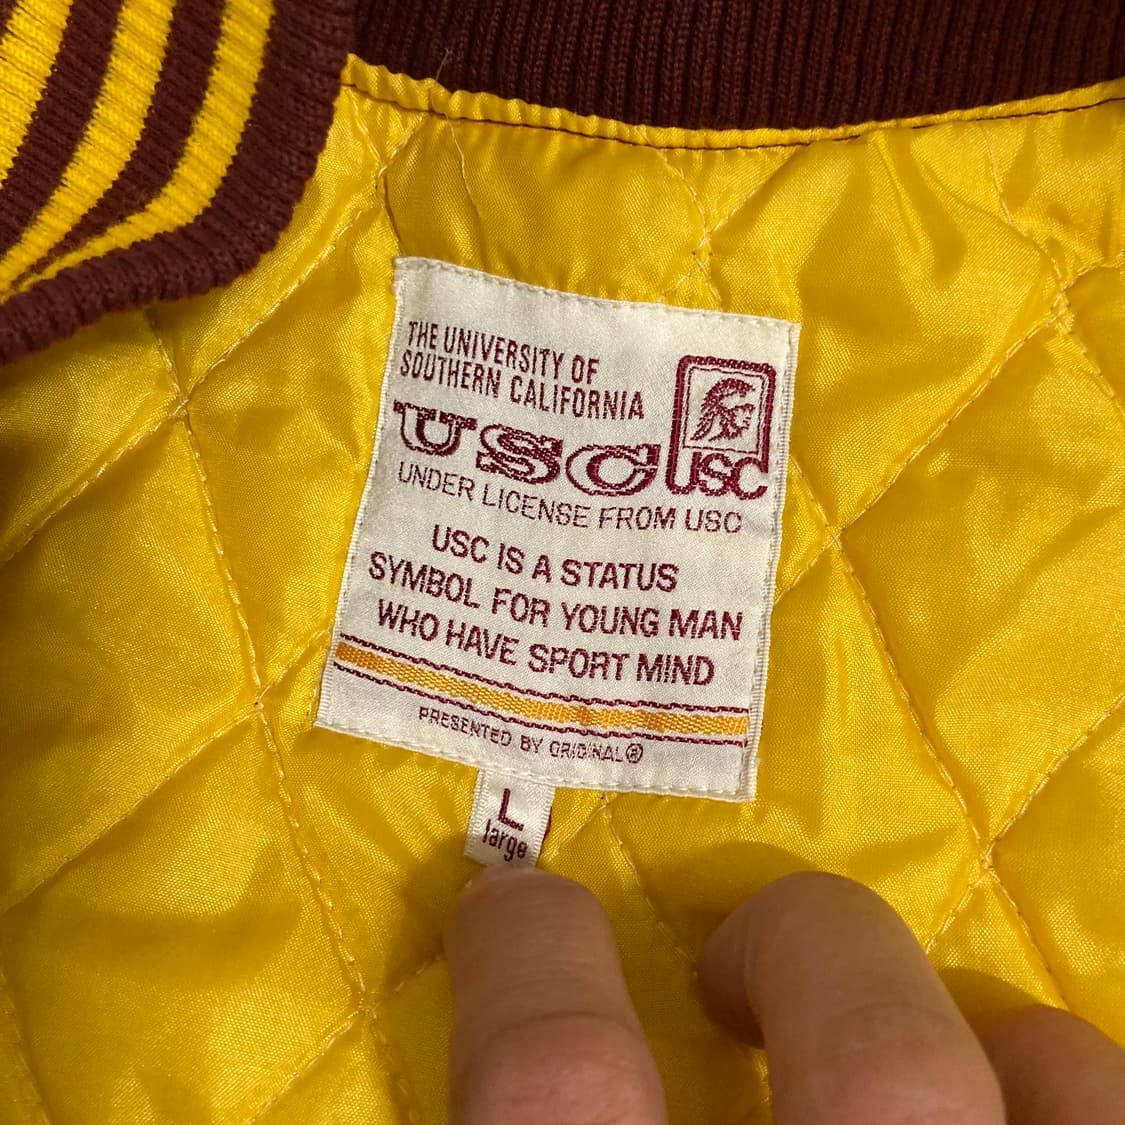 THE UNIVERSITY OF
SOUTHERN CALIFORNIA
USC
USC
UNDER LICENSE FROM USC
USC IS A STATUS
SYMBOL FOR YOUNG MAN
WHO HAVE SPORT MIND
PRESENTED BY ORIGINAL®
L
large